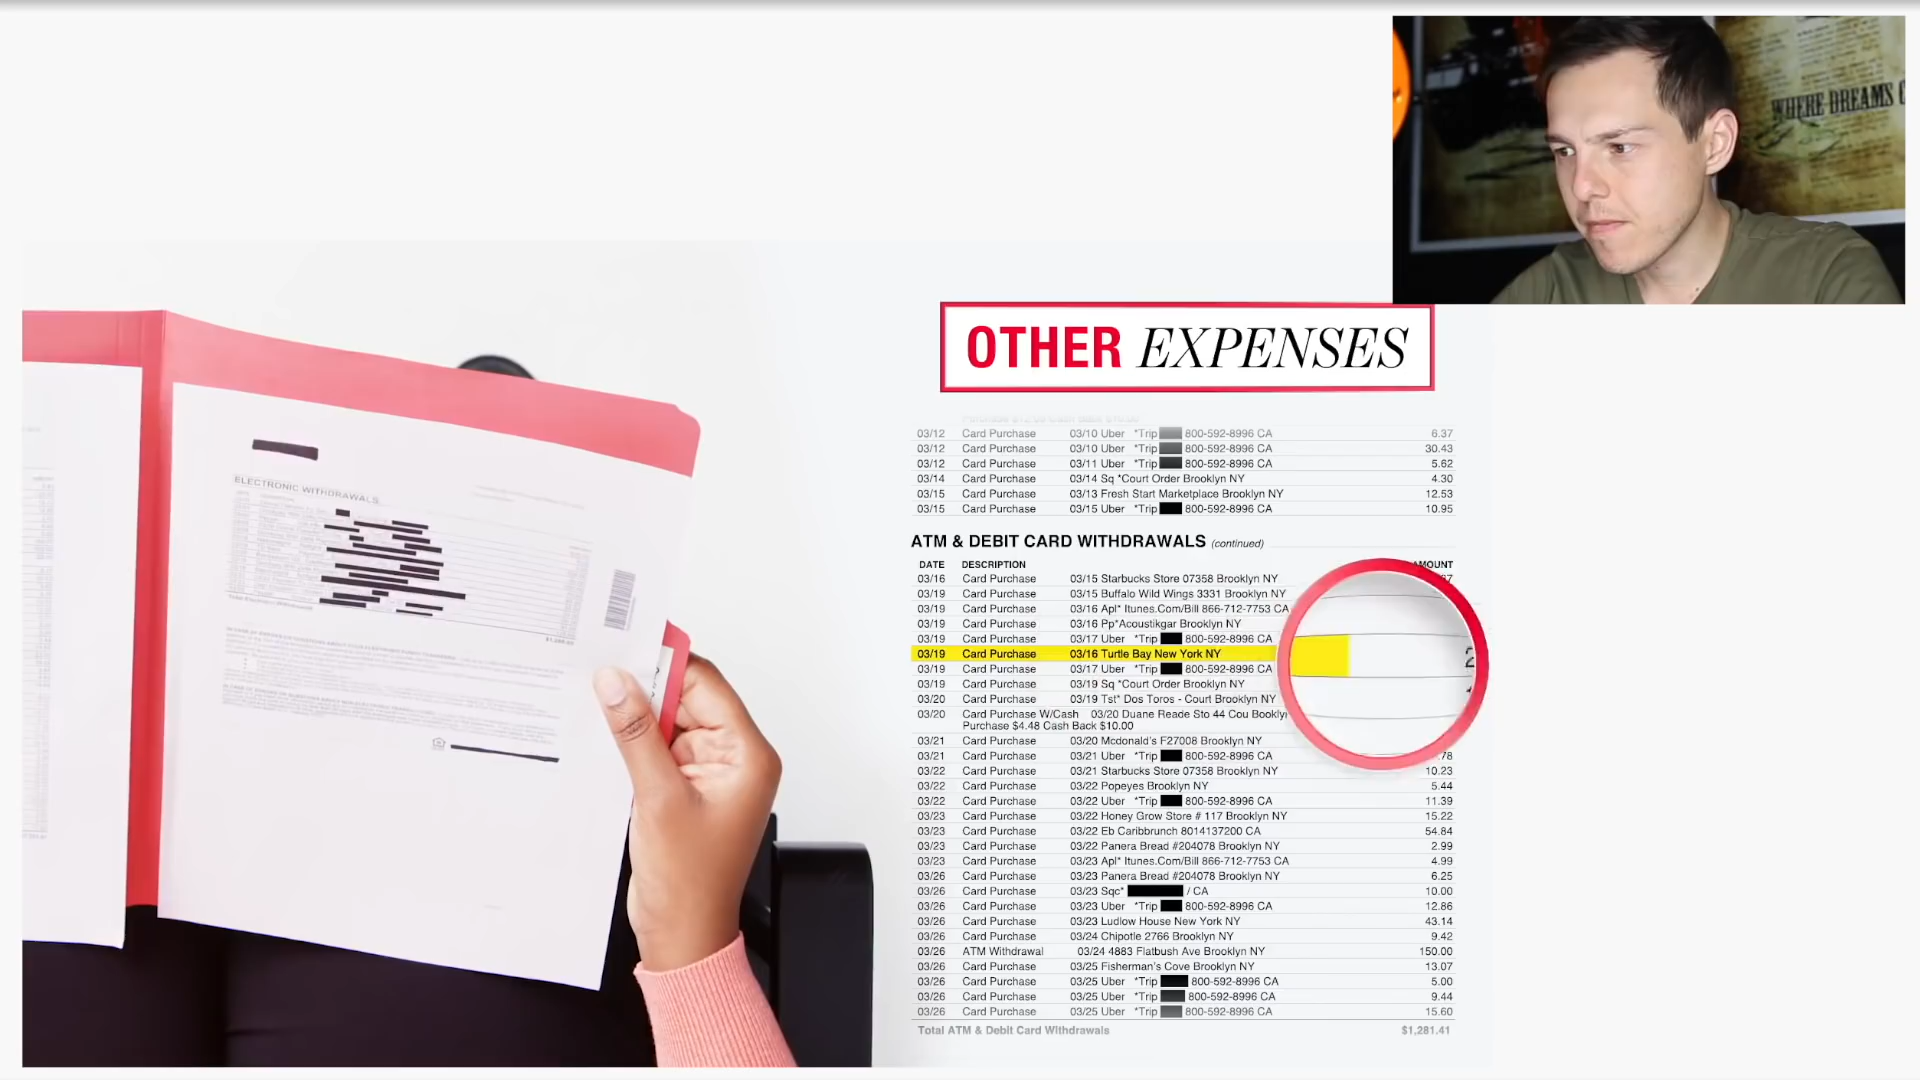 WHERE DREAMS
OTHER EXPENSES
03/12 Card Purchase 03/10 Uber *Trip 800-592-8996 CA 6.37
03/12 Card Purchase 03/10 Uber *Trip 800-592-8996 CA 30.43
03/12 Card Purchase 03/11 Uber *Trip 800-592-8996 CA 5.62
03/14 Card Purchase 03/14 Sq *Court Order Brooklyn NY 4.30
03/15 Card Purchase 03/13 Fresh Start Marketplace Brooklyn NY 12.53
03/15 Card Purchase 03/15 Uber *Trip 800-592-8996 CA 10.95
ATM & DEBIT CARD WITHDRAWALS (continued)
DATE DESCRIPTION AMOUNT
03/16 Card Purchase 03/15 Starbucks Store 07358 Brooklyn NY
03/19 Card Purchase 03/15 Buffalo Wild Wings 3331 Brooklyn NY
03/19 Card Purchase 03/16 Apl* Itunes.Com/Bill 866-712-7753 CA
03/19 Card Purchase 03/16 Pp*Acoustikgar Brooklyn NY
03/19 Card Purchase 03/17 Uber *Trip 800-592-8996 CA
03/19 Card Purchase 03/16 Turtle Bay New York NY
03/19 Card Purchase 03/17 Uber *Trip 800-592-8996 CA
03/19 Card Purchase 03/19 Sq *Court Order Brooklyn NY
03/20 Card Purchase 03/19 Tst* Dos Toros - Court Brooklyn NY
03/20 Card Purchase W/Cash 03/20 Duane Reade Sto 44 Cou Booklyn
Purchase $4.48 Cash Back $10.00
03/21 Card Purchase 03/20 Mcdonald's F27008 Brooklyn NY
03/21 Card Purchase 03/21 Uber *Trip 800-592-8996 CA .78
03/22 Card Purchase 03/21 Starbucks Store 07358 Brooklyn NY 10.23
03/22 Card Purchase 03/22 Popeyes Brooklyn NY 5.44
03/22 Card Purchase 03/22 Uber *Trip 800-592-8996 CA 11.39
03/23 Card Purchase 03/22 Honey Grow Store # 117 Brooklyn NY 15.22
03/23 Card Purchase 03/22 Eb Caribbrunch 8014137200 CA 54.84
03/23 Card Purchase 03/22 Panera Bread #204078 Brooklyn NY 2.99
03/23 Card Purchase 03/23 Apl* Itunes.Com/Bill 866-712-7753 CA 4.99
03/26 Card Purchase 03/23 Panera Bread #204078 Brooklyn NY 6.25
03/26 Card Purchase 03/23 Sqc* / CA 10.00
03/26 Card Purchase 03/23 Uber *Trip 800-592-8996 CA 12.86
03/26 Card Purchase 03/23 Ludlow House New York NY 43.14
03/26 Card Purchase 03/24 Chipotle 2766 Brooklyn NY 9.42
03/26 ATM Withdrawal 03/24 4883 Flatbush Ave Brooklyn NY 150.00
03/26 Card Purchase 03/25 Fisherman's Cove Brooklyn NY 13.07
03/26 Card Purchase 03/25 Uber *Trip 800-592-8996 CA 5.00
03/26 Card Purchase 03/25 Uber *Trip 800-592-8996 CA 9.44
03/26 Card Purchase 03/25 Uber *Trip 800-592-8996 CA 15.60
Total ATM & Debit Card Withdrawals $1,281.41
ELECTRONIC WITHDRAWALS